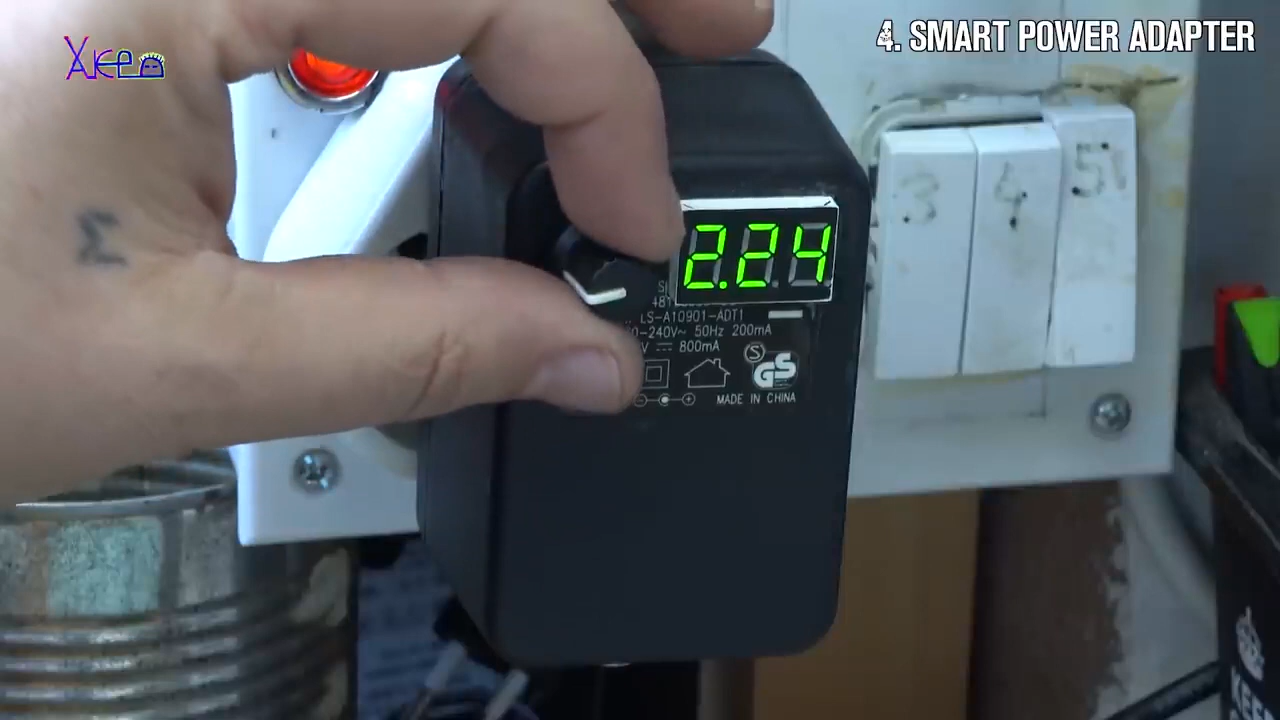 4. SMART POWER ADAPTER
2.24
3
4
5
LS-A10901-ADT1
0-240V~ 50Hz 200mA
V 800mA
GS
MADE IN CHINA
M